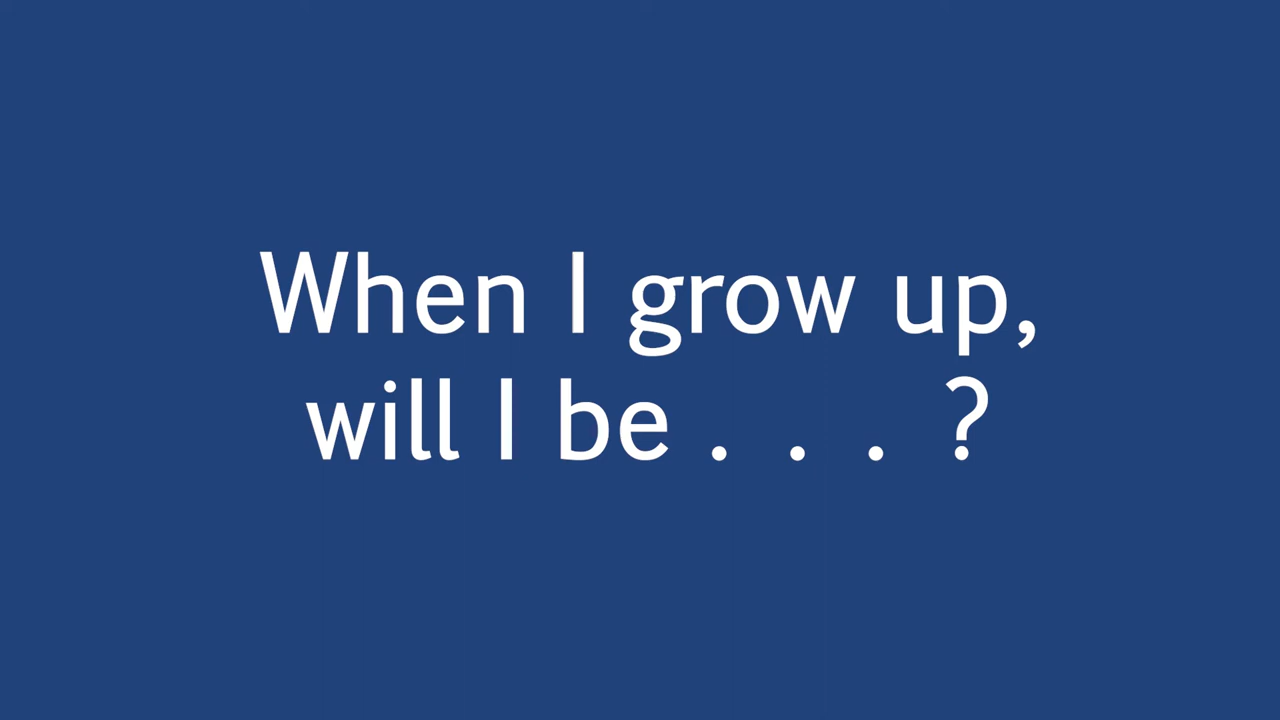 When I grow up,
will I be . . . ?